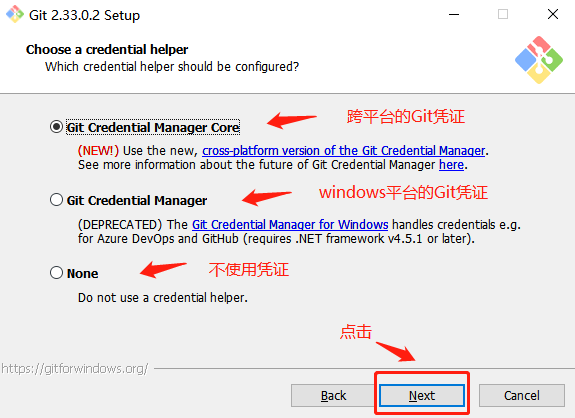 Git 2.33.0.2 Setup
Choose a credential helper
Which credential helper should be configured?
Git Credential Manager Core
跨平台的Git凭证
(NEW!) Use the new, cross-platform version of the Git Credential Manager.
See more information about the future of Git Credential Manager here.
Git Credential Manager
windows平台的Git凭证
(DEPRECATED) The Git Credential Manager for Windows handles credentials e.g.
for Azure DevOps and GitHub (requires .NET framework v4.5.1 or later).
None
不使用凭证
Do not use a credential helper.
点击
https://gitforwindows.org/
Back
Next
Cancel